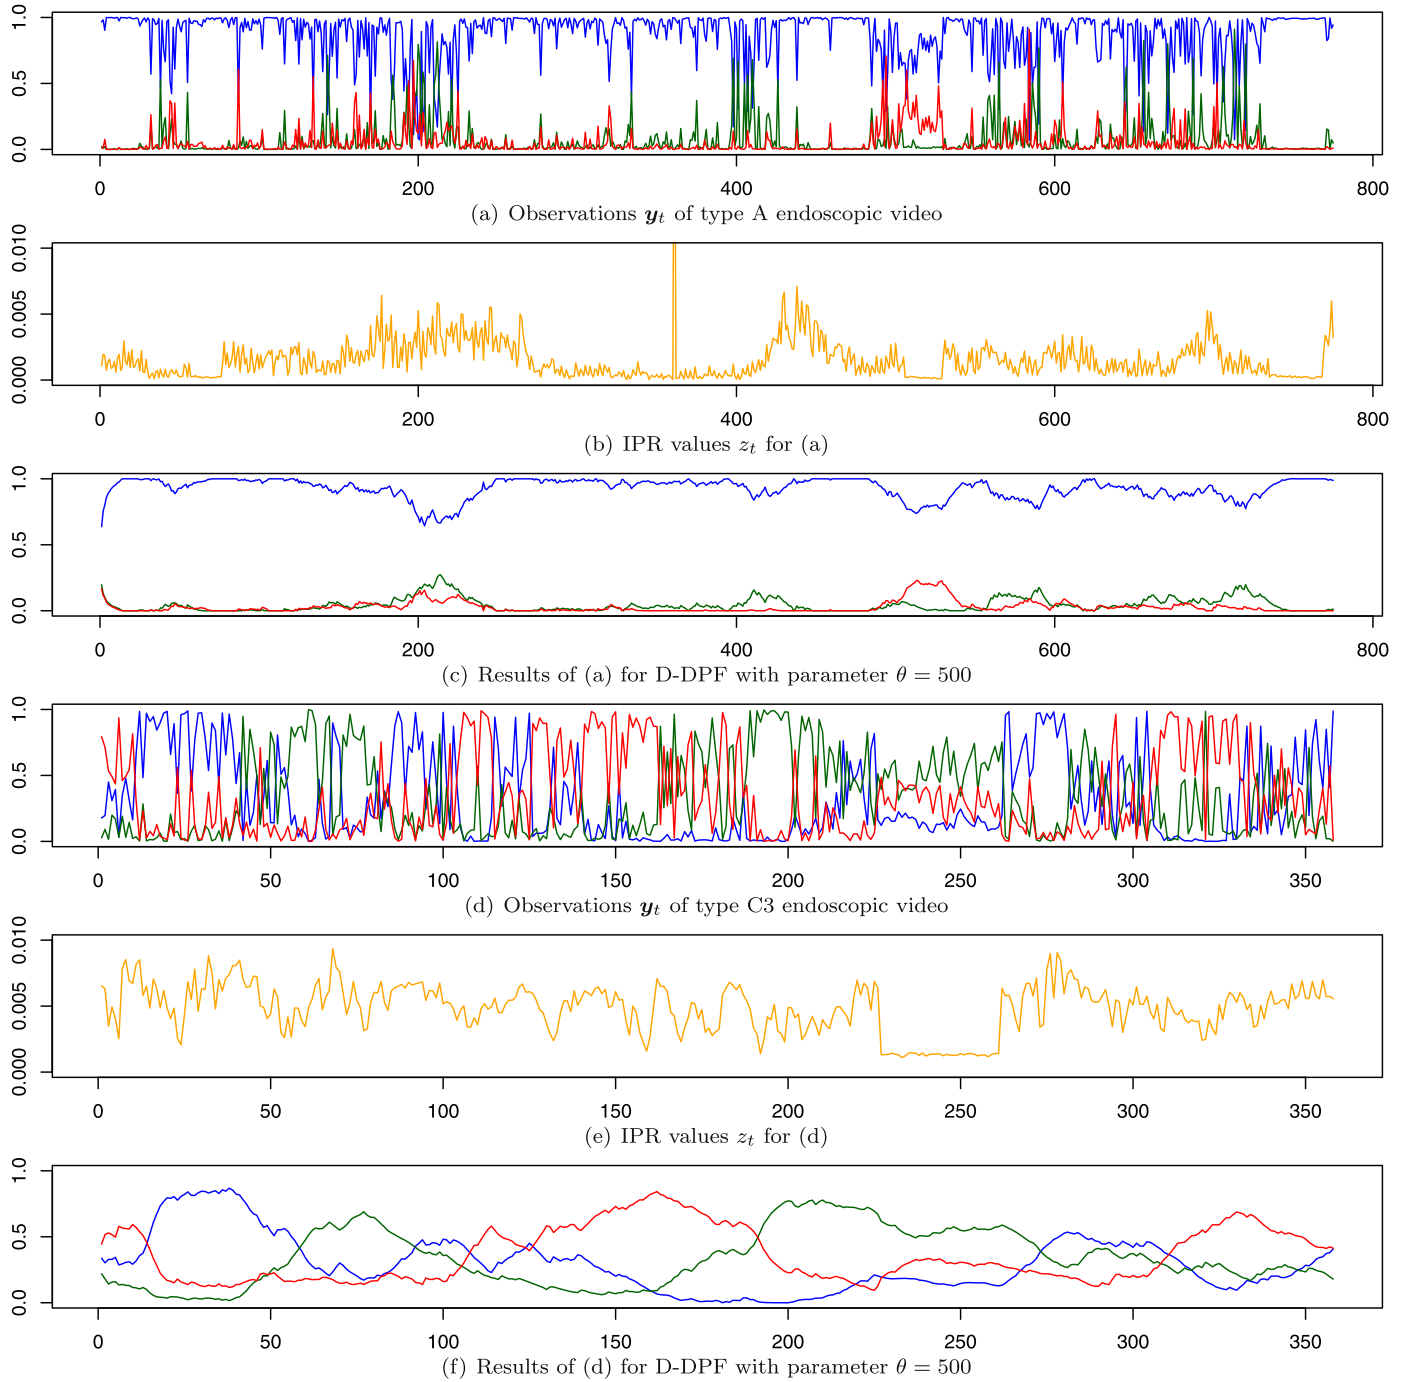 0.0 0.5 1.0
0 200 400 600 800
(a) Observations yt of type A endoscopic video
0.000 0.005 0.010
0 200 400 600 800
(b) IPR values zt for (a)
0.0 0.5 1.0
0 200 400 600 800
(c) Results of (a) for D-DPF with parameter θ = 500
0.0 0.5 1.0
0 50 100 150 200 250 300 350
(d) Observations yt of type C3 endoscopic video
0.000 0.005 0.010
0 50 100 150 200 250 300 350
(e) IPR values zt for (d)
0.0 0.5 1.0
0 50 100 150 200 250 300 350
(f) Results of (d) for D-DPF with parameter θ = 500